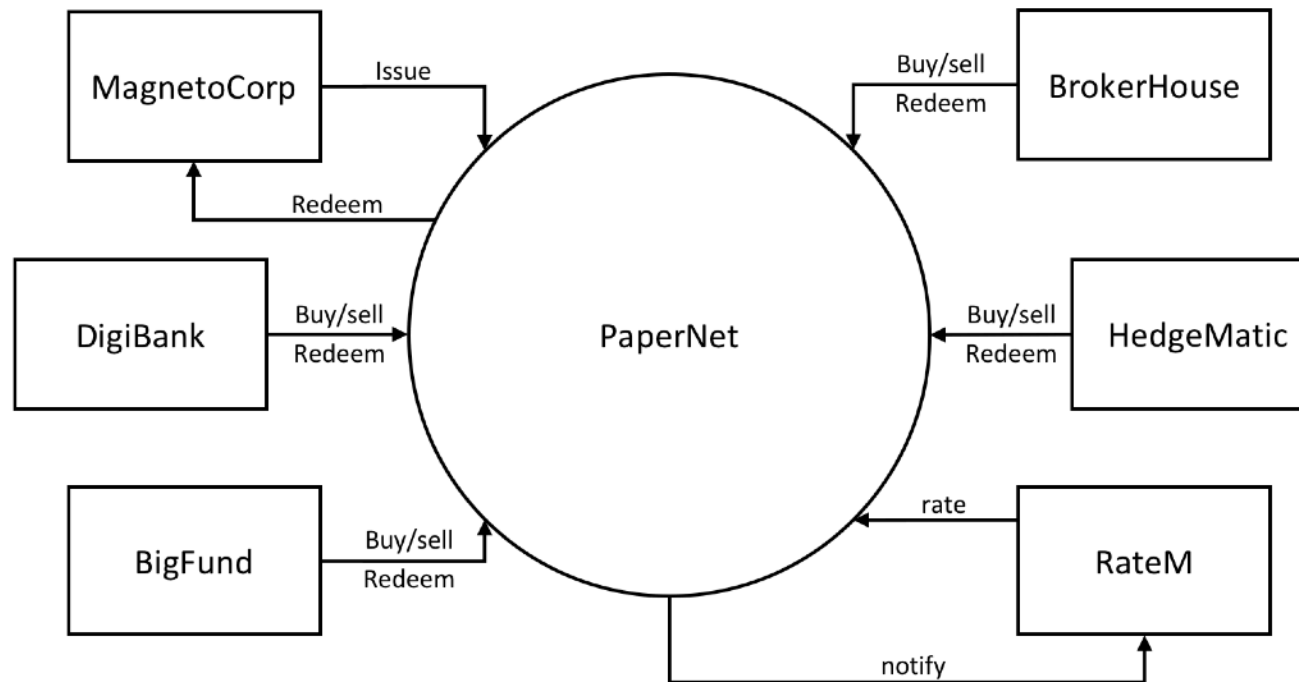 MagnetoCorp
Issue
Redeem
Buy/sell
Redeem
BrokerHouse
DigiBank
Buy/sell
Redeem
PaperNet
Buy/sell
Redeem
HedgeMatic
BigFund
Buy/sell
Redeem
rate
RateM
notify